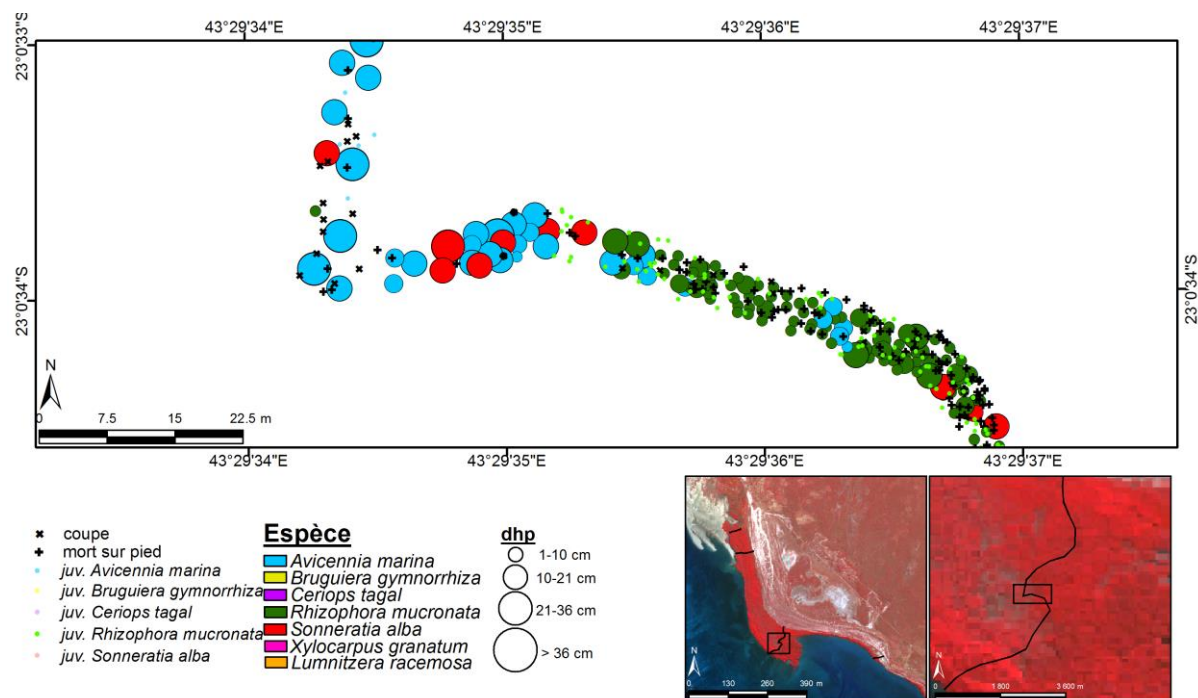 43°29'34"E 43°29'35"E 43°29'36"E 43°29'37"E
23°0'33"S
23°0'33"S
23°0'34"S
23°0'34"S
N
0 7.5 15 22.5 m
43°29'34"E 43°29'35"E 43°29'36"E 43°29'37"E
coupe
mort sur pied
juv. Avicennia marina
juv. Bruguiera gymnorrhiza
juv. Ceriops tagal
juv. Rhizophora mucronata
juv. Sonneratia alba
Espèce
Avicennia marina
Bruguiera gymnorrhiza
Ceriops tagal
Rhizophora mucronata
Sonneratia alba
Xylocarpus granatum
Lumnitzera racemosa
dhp
1-10 cm
10-21 cm
21-36 cm
> 36 cm
N
0 130 260 390 m
N
0 1 800 3 600 m